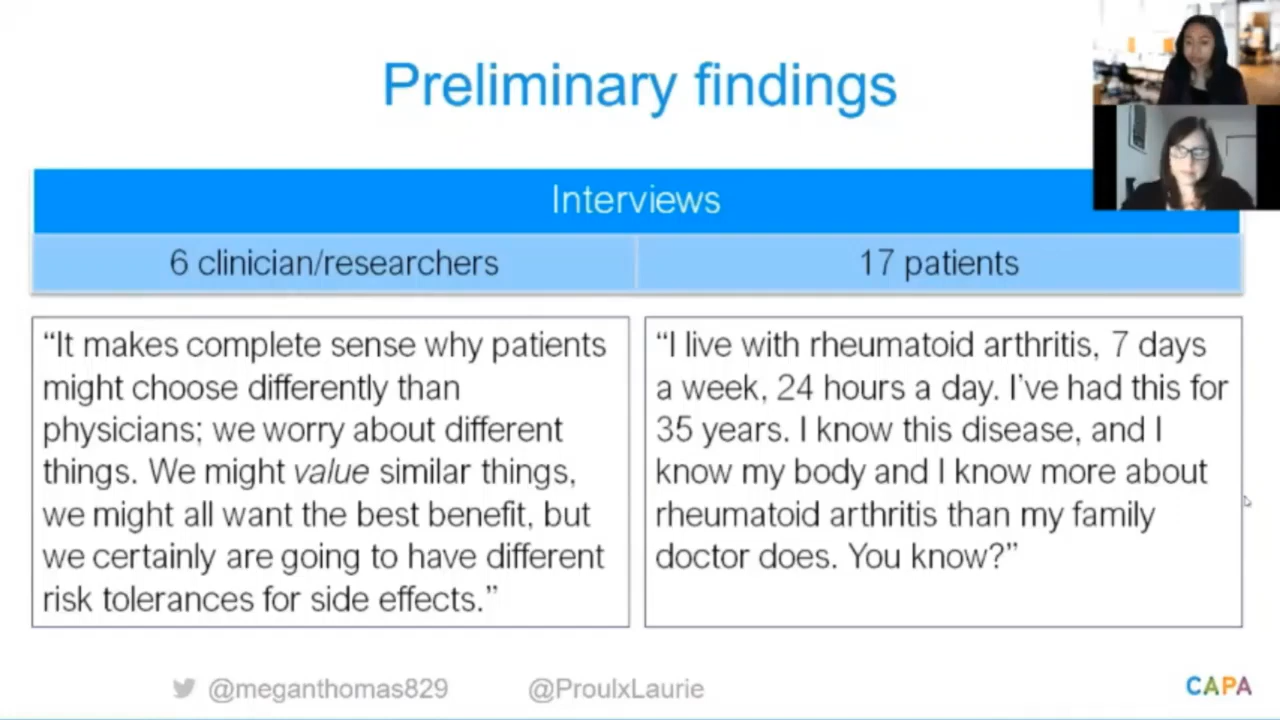 Preliminary findings
Interviews
6 clinician/researchers
17 patients
“It makes complete sense why patients
might choose differently than
physicians; we worry about different
things. We might value similar things,
we might all want the best benefit, but
we certainly are going to have different
risk tolerances for side effects.”
“I live with rheumatoid arthritis, 7 days
a week, 24 hours a day. I’ve had this for
35 years. I know this disease, and I
know my body and I know more about
rheumatoid arthritis than my family
doctor does. You know?”
@meganthomas829
@ProulxLaurie
CAPA